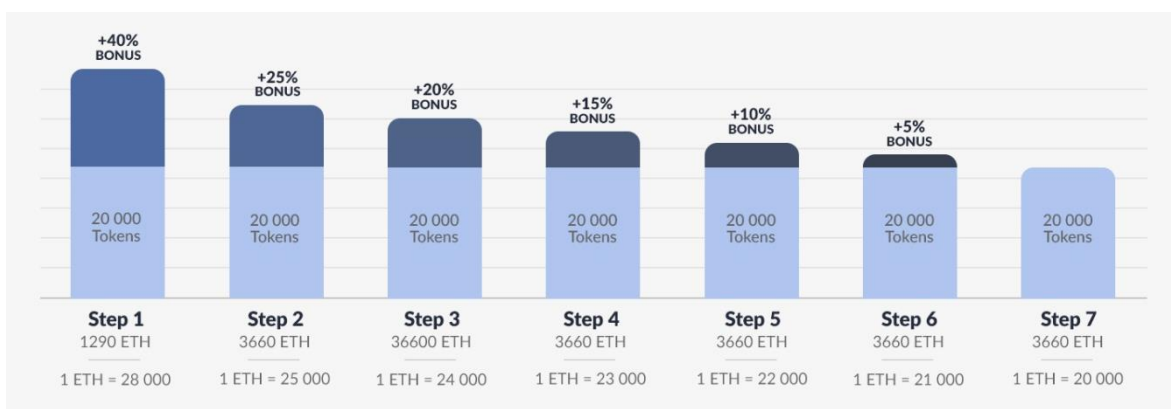 +40%
BONUS
+25%
BONUS
+20%
BONUS
+15%
BONUS
+10%
BONUS
+5%
BONUS
20 000
Tokens
20 000
Tokens
20 000
Tokens
20 000
Tokens
20 000
Tokens
20 000
Tokens
20 000
Tokens
Step 1
1290 ETH
1 ETH = 28 000
Step 2
3660 ETH
1 ETH = 25 000
Step 3
36600 ETH
1 ETH = 24 000
Step 4
3660 ETH
1 ETH = 23 000
Step 5
3660 ETH
1 ETH = 22 000
Step 6
3660 ETH
1 ETH = 21 000
Step 7
3660 ETH
1 ETH = 20 000